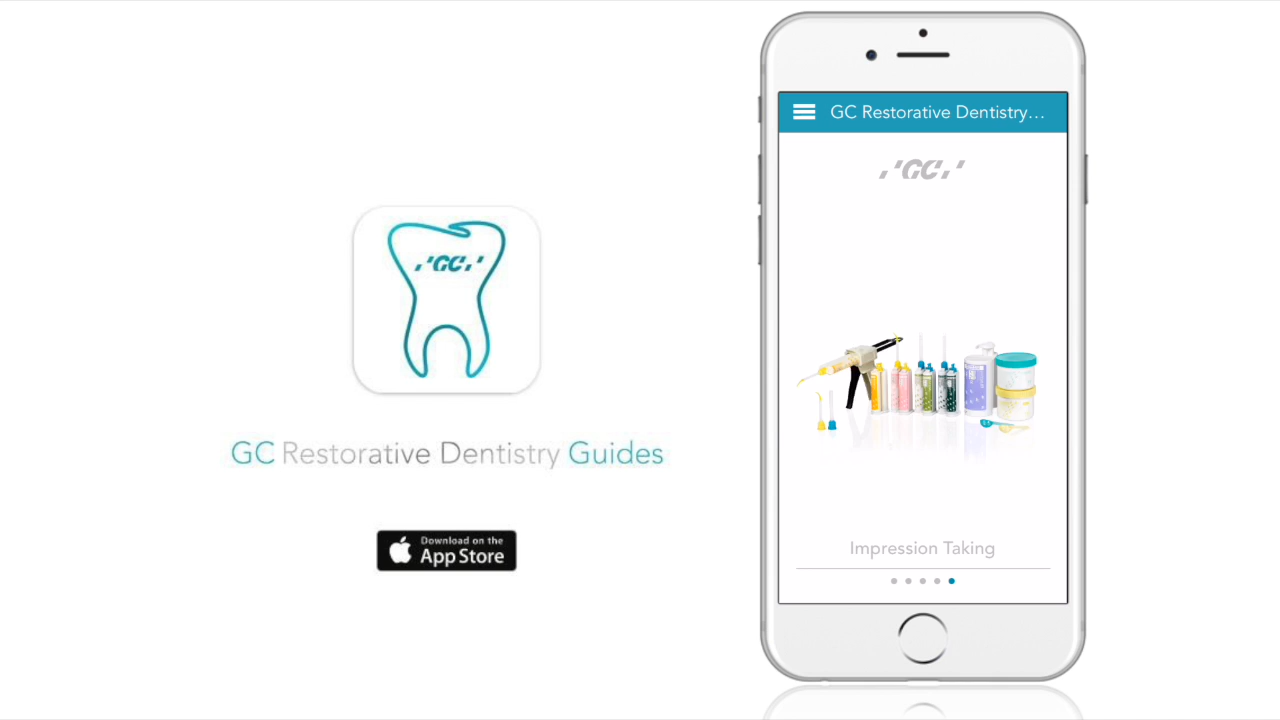 GC
GC Restorative Dentistry Guides
Download on the
App Store
GC Restorative Dentistry…
GC
Impression Taking